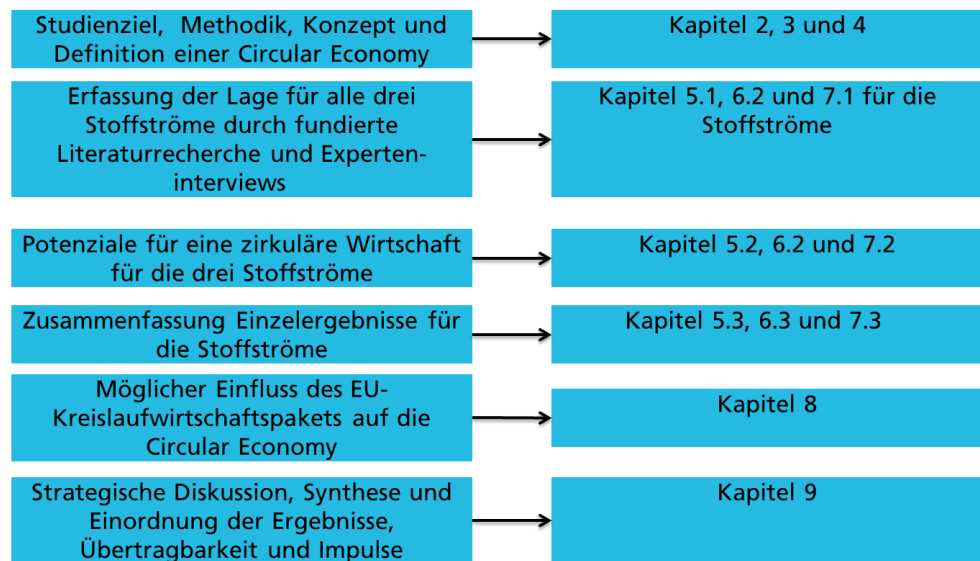 Studienziel, Methodik, Konzept und
Definition einer Circular Economy
Kapitel 2, 3 und 4
Erfassung der Lage für alle drei
Stoffströme durch fundierte
Literaturrecherche und Experten-
interviews
Kapitel 5.1, 6.2 und 7.1 für die
Stoffströme
Potenziale für eine zirkuläre Wirtschaft
für die drei Stoffströme
Kapitel 5.2, 6.2 und 7.2
Zusammenfassung Einzelergebnisse für
die Stoffströme
Kapitel 5.3, 6.3 und 7.3
Möglicher Einfluss des EU-
Kreislaufwirtschaftspakets auf die
Circular Economy
Kapitel 8
Strategische Diskussion, Synthese und
Einordnung der Ergebnisse,
Übertragbarkeit und Impulse
Kapitel 9